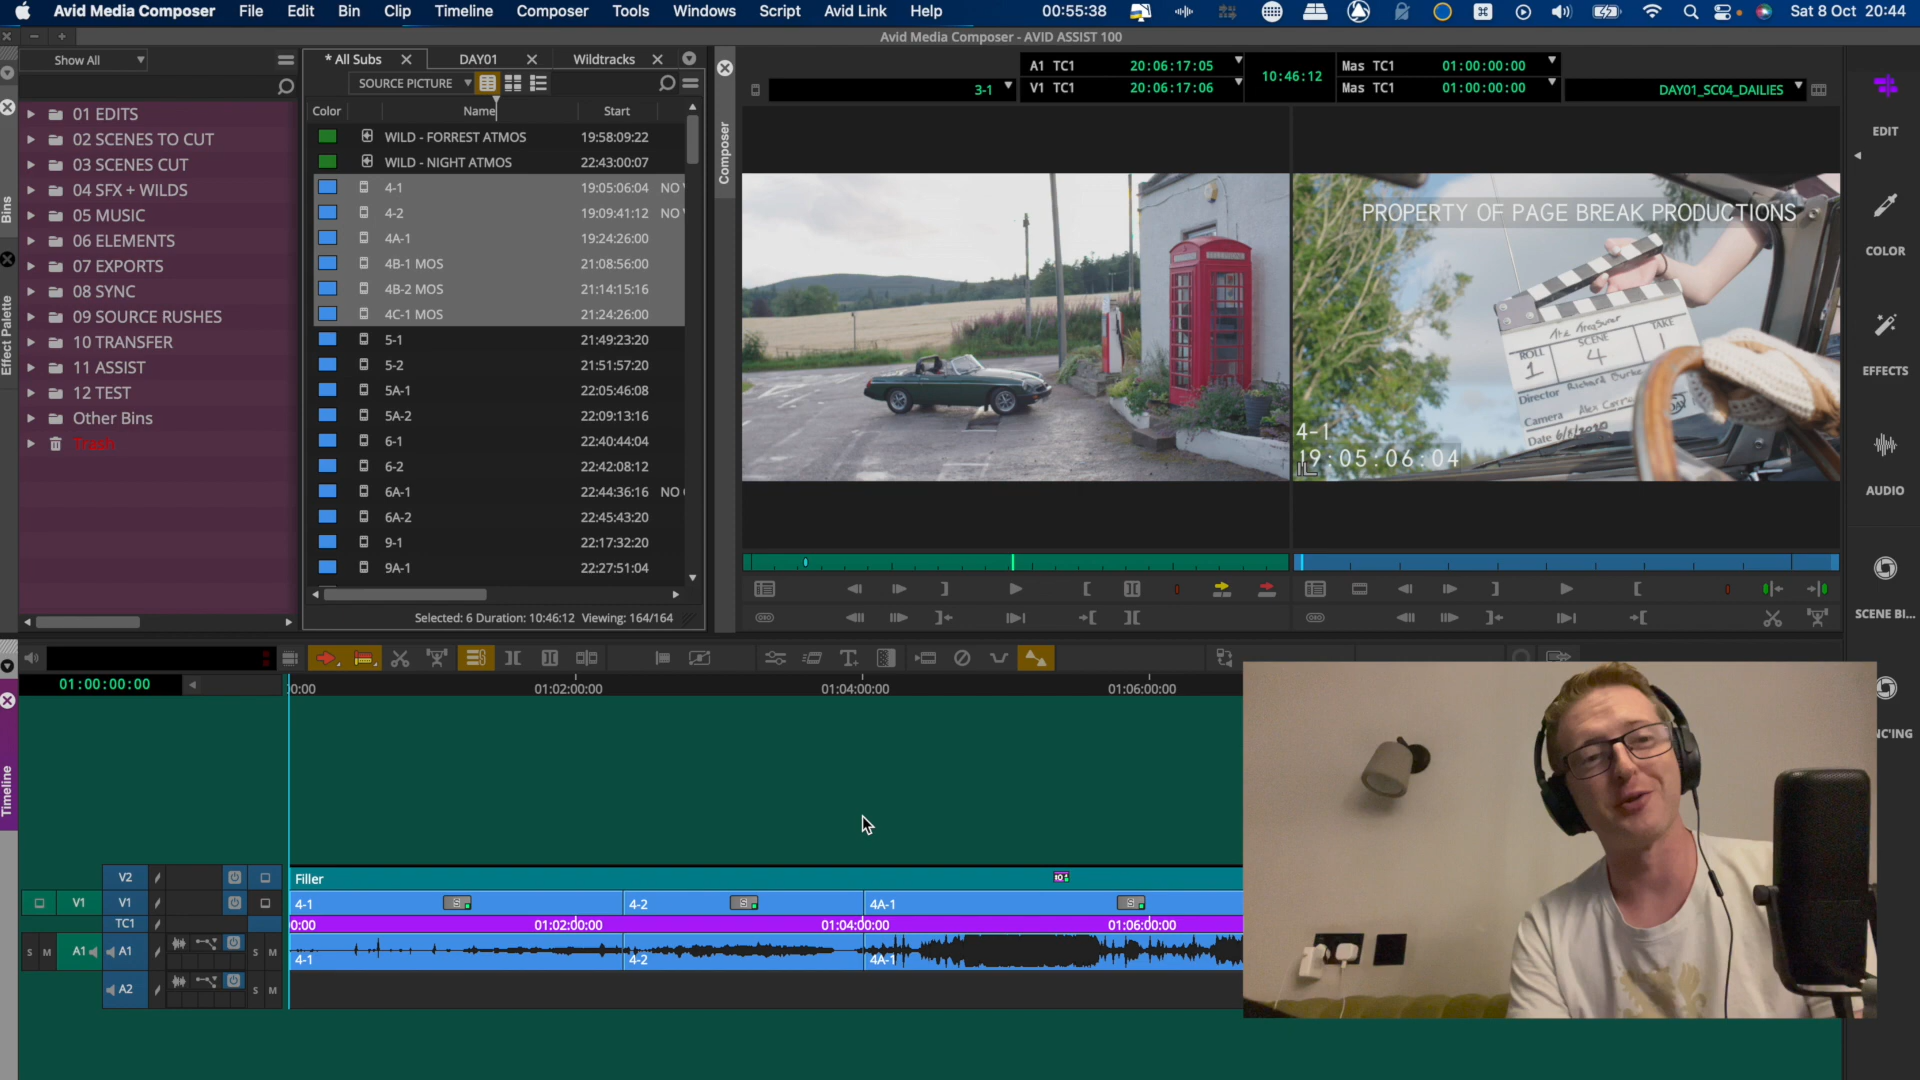 Avid Media Composer File Edit Bin Clip Timeline Composer Tools Windows Script Avid Link Help 00:55:38 Sat 8 Oct 20:44
Avid Media Composer - AVID ASSIST 100
Show All
01 EDITS
02 SCENES TO CUT
03 SCENES CUT
04 SFX + WILDS
05 MUSIC
06 ELEMENTS
07 EXPORTS
08 SYNC
09 SOURCE RUSHES
10 TRANSFER
11 ASSIST
12 TEST
Other Bins
Trash
Bins
Effect Palette
* All Subs DAY01 Wildtracks
SOURCE PICTURE
Color Name Start
WILD - FORREST ATMOS 19:58:09:22
WILD - NIGHT ATMOS 22:43:00:07
4-1 19:05:06:04 NO
4-2 19:09:41:12 NO
4A-1 19:24:26:00
4B-1 MOS 21:08:56:00
4B-2 MOS 21:14:15:16
4C-1 MOS 21:24:26:00
5-1 21:49:23:20
5-2 21:51:57:20
5A-1 22:05:46:08
5A-2 22:09:13:16
6-1 22:40:44:04
6-2 22:42:08:12
6A-1 22:44:36:16 NO
6A-2 22:45:43:20
9-1 22:17:32:20
9A-1 22:27:51:04
Selected: 6 Duration: 10:46:12 Viewing: 164/164
Composer
3-1
A1 TC1 20:06:17:05
V1 TC1 20:06:17:06
10:46:12
Mas TC1 01:00:00:00
Mas TC1 01:00:00:00
DAY01_SC04_DAILIES
TELEPHONE
PROPERTY OF PAGE BREAK PRODUCTIONS
ROLL 1
SCENE 4
TAKE 1
Director Richard Burke
Camera
Date
DAY
4-1
19:05:06:04
EDIT
COLOR
EFFECTS
AUDIO
SCENE BI...
NC'ING
01:00:00:00
0:00 01:02:00:00 01:04:00:00 01:06:00:00
Timeline
V2 Filler
V1 V1 4-1 4-2 4A-1
TC1 0:00 01:02:00:00 01:04:00:00 01:06:00:00
S M A1 A1 S M 4-1 4-2 4A-1
A2 S M